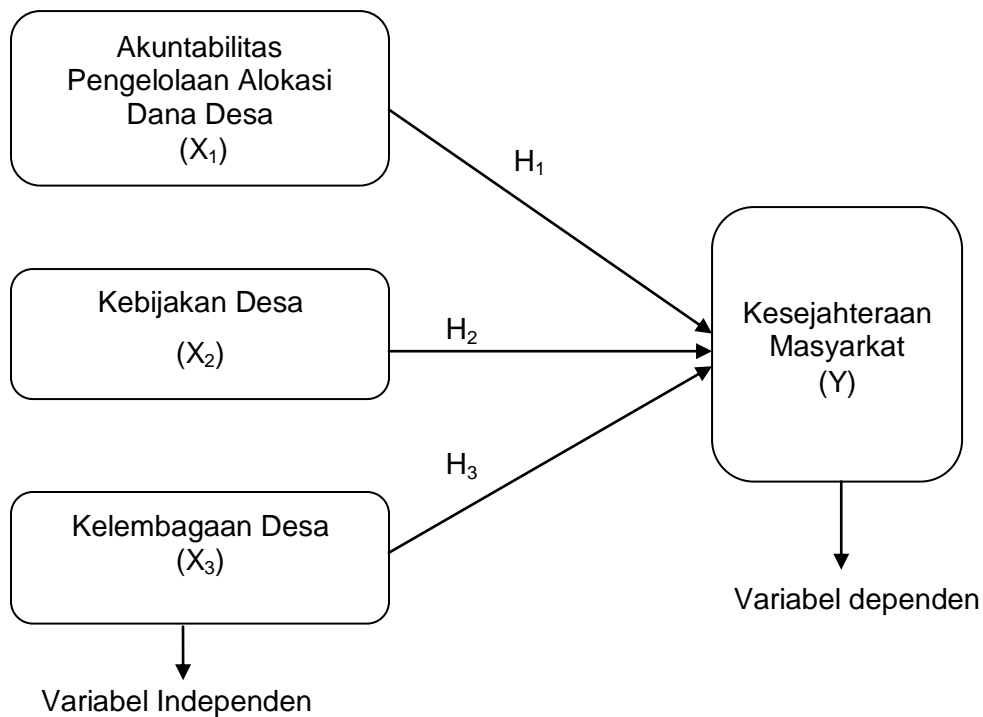 Akuntabilitas
Pengelolaan Alokasi
Dana Desa
(X₁)
H₁
Kebijakan Desa
(X₂)
H₂
Kesejahteraan
Masyarkat
(Y)
H₃
Kelembagaan Desa
(X₃)
Variabel dependen
Variabel Independen